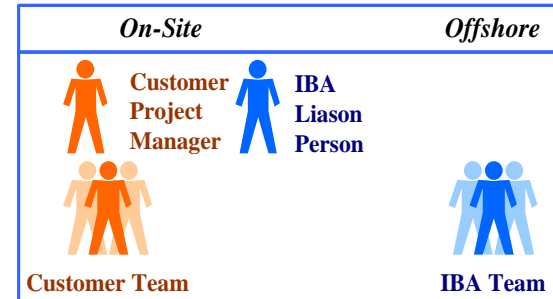 On-Site
Offshore
Customer
Project
Manager
IBA
Liason
Person
Customer Team
IBA Team